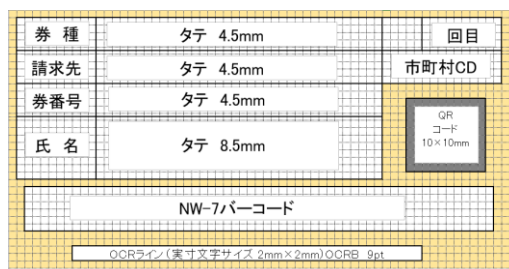 券 種 タテ 4.5mm 回目
請求先 タテ 4.5mm 市町村CD
券番号 タテ 4.5mm
氏 名 タテ 8.5mm
QR
コード
10×10mm
NW-7バーコード
OCRライン(実寸文字サイズ 2mm×2mm)OCRB 9pt